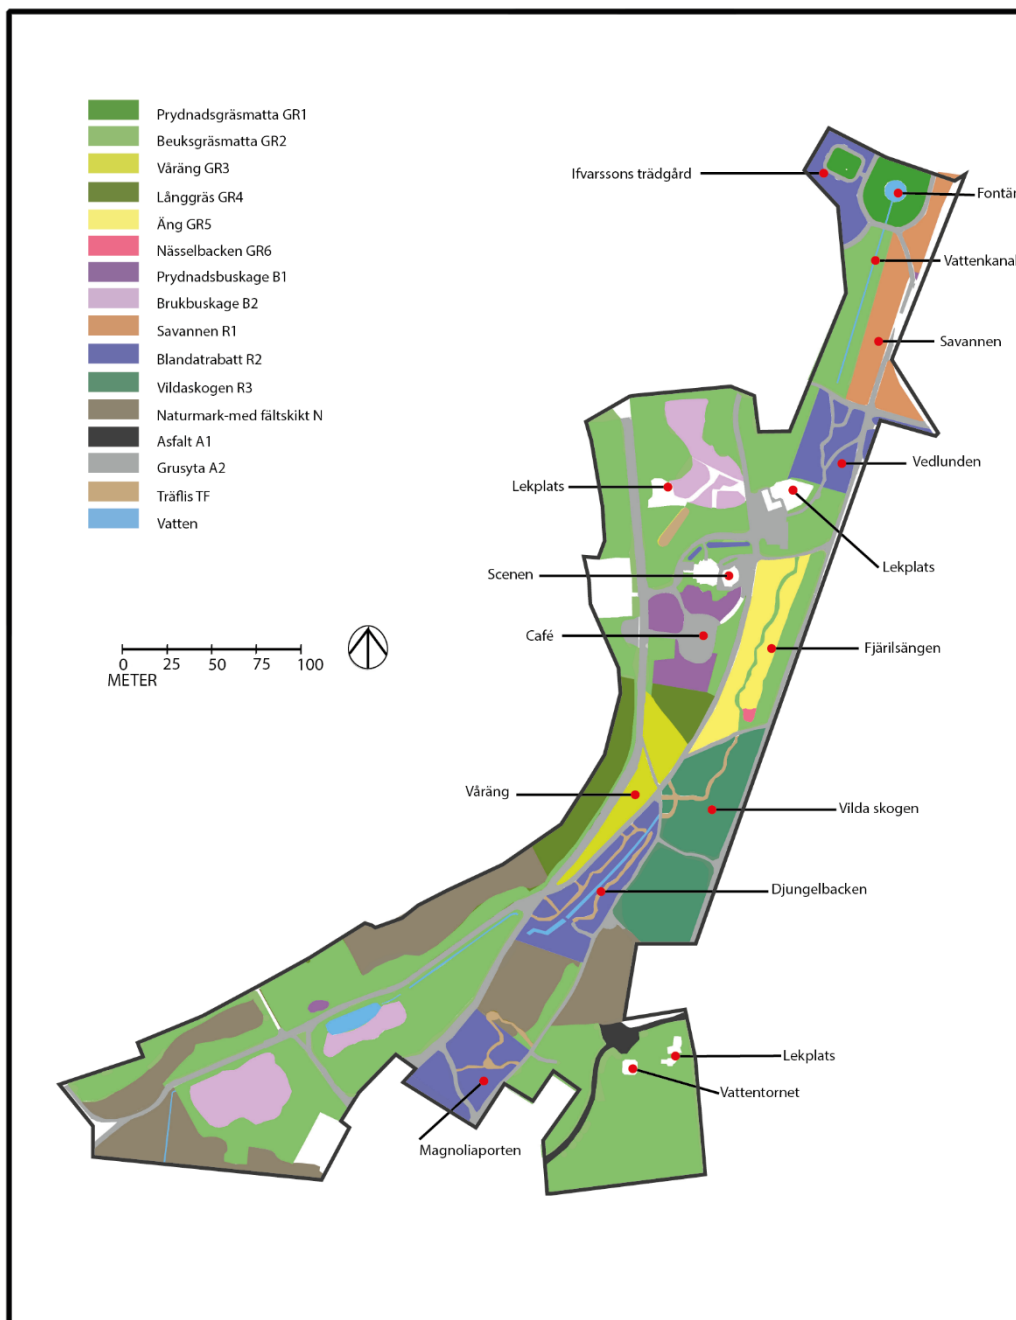 Prydnadsgräsmatta GR1
Beuksgräsmatta GR2
Våräng GR3
Långgräs GR4
Äng GR5
Nässelbacken GR6
Prydnadsbuskage B1
Brukbuskage B2
Savannen R1
Blandatrabatt R2
Vildaskogen R3
Naturmark-med fältskikt N
Asfalt A1
Grusyta A2
Träflis TF
Vatten
0 25 50 75 100
METER
Ifvarssons trädgård
Fontän
Vattenkanal
Savannen
Vedlunden
Lekplats
Lekplats
Scenen
Café
Fjärilsängen
Våräng
Vilda skogen
Djungelbacken
Lekplats
Vattentornet
Magnoliaporten